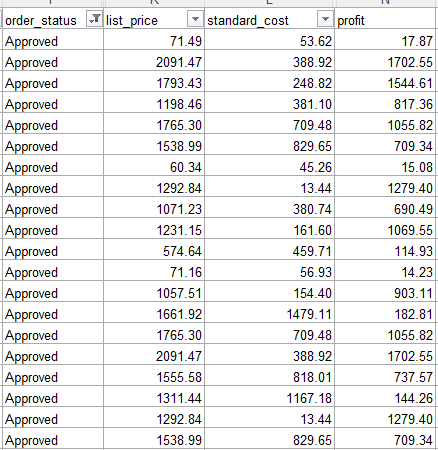 order_status list_price standard_cost profit
Approved 71.49 53.62 17.87
Approved 2091.47 388.92 1702.55
Approved 1793.43 248.82 1544.61
Approved 1198.46 381.10 817.36
Approved 1765.30 709.48 1055.82
Approved 1538.99 829.65 709.34
Approved 60.34 45.26 15.08
Approved 1292.84 13.44 1279.40
Approved 1071.23 380.74 690.49
Approved 1231.15 161.60 1069.55
Approved 574.64 459.71 114.93
Approved 71.16 56.93 14.23
Approved 1057.51 154.40 903.11
Approved 1661.92 1479.11 182.81
Approved 1765.30 709.48 1055.82
Approved 2091.47 388.92 1702.55
Approved 1555.58 818.01 737.57
Approved 1311.44 1167.18 144.26
Approved 1292.84 13.44 1279.40
Approved 1538.99 829.65 709.34